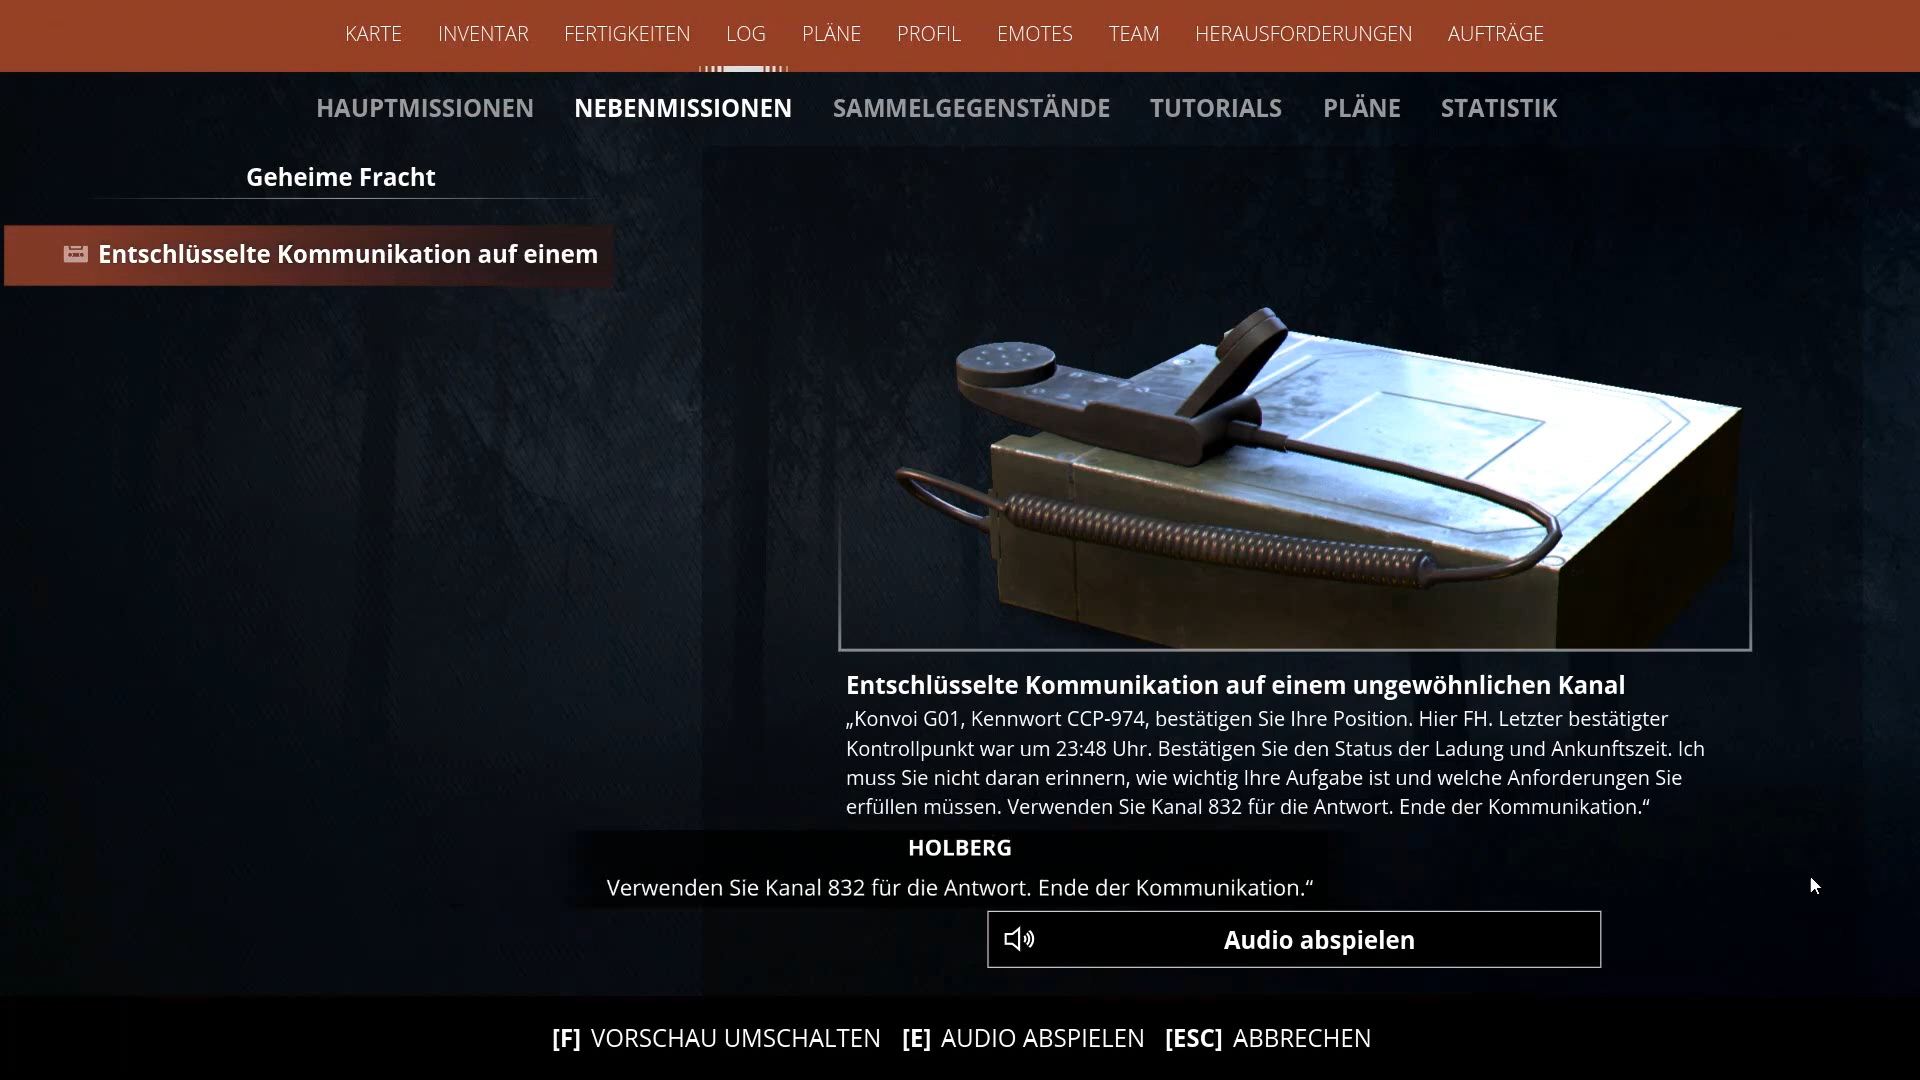 KARTE INVENTAR FERTIGKEITEN LOG PLÄNE PROFIL EMOTES TEAM HERAUSFORDERUNGEN AUFTRÄGE
HAUPTMISSIONEN NEBENMISSIONEN SAMMELGEGENSTÄNDE TUTORIALS PLÄNE STATISTIK
Geheime Fracht
Entschlüsselte Kommunikation auf einem
Entschlüsselte Kommunikation auf einem ungewöhnlichen Kanal
„Konvoi G01, Kennwort CCP-974, bestätigen Sie Ihre Position. Hier FH. Letzter bestätigter
Kontrollpunkt war um 23:48 Uhr. Bestätigen Sie den Status der Ladung und Ankunftszeit. Ich
muss Sie nicht daran erinnern, wie wichtig Ihre Aufgabe ist und welche Anforderungen Sie
erfüllen müssen. Verwenden Sie Kanal 832 für die Antwort. Ende der Kommunikation.“
HOLBERG
Verwenden Sie Kanal 832 für die Antwort. Ende der Kommunikation.“
Audio abspielen
[F] VORSCHAU UMSCHALTEN [E] AUDIO ABSPIELEN [ESC] ABBRECHEN